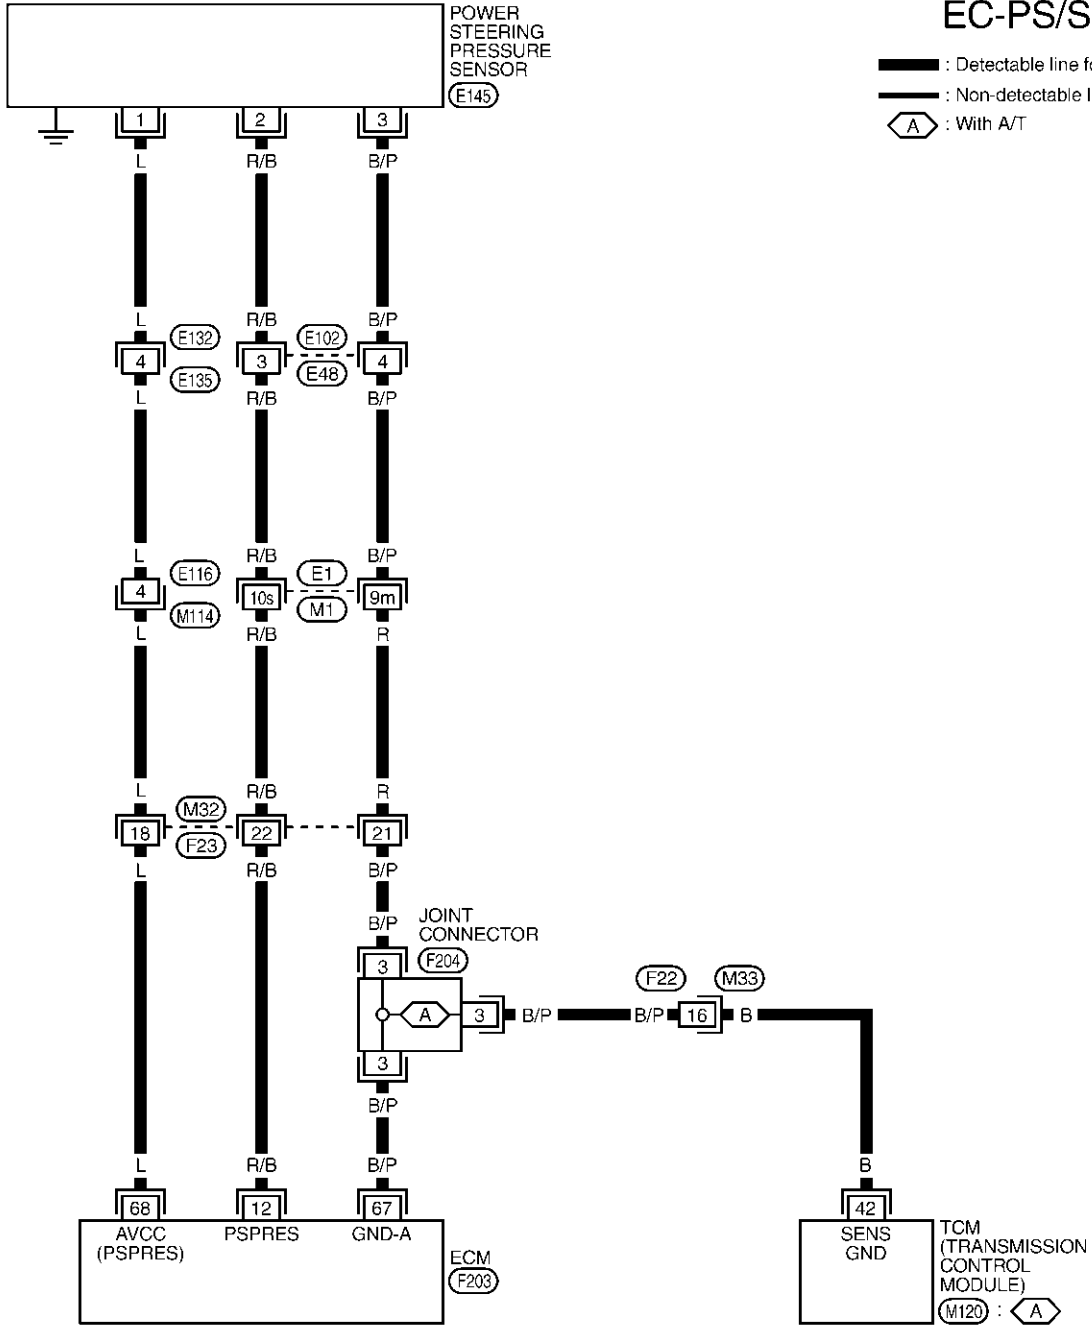 EC-PS/S
: Detectable line fo
: Non-detectable l
A : With A/T
POWER
STEERING
PRESSURE
SENSOR
E145
1 2 3
L R/B B/P
L R/B B/P
E132 E102
4 3 4
E135 E48
L R/B B/P
L R/B B/P
E116 E1
4 10s 9m
M114 M1
L R/B R
L R/B R
M32
18 22 21
F23
L R/B B/P
B/P
JOINT
CONNECTOR
F204
3
F22 M33
A 3 B/P B/P 16 B
3
B/P
L R/B B/P B
68 12 67 42
AVCC
(PSPRES)
PSPRES
GND-A
ECM
F203
SENS
GND
TCM
(TRANSMISSION
CONTROL
MODULE)
M120 : A